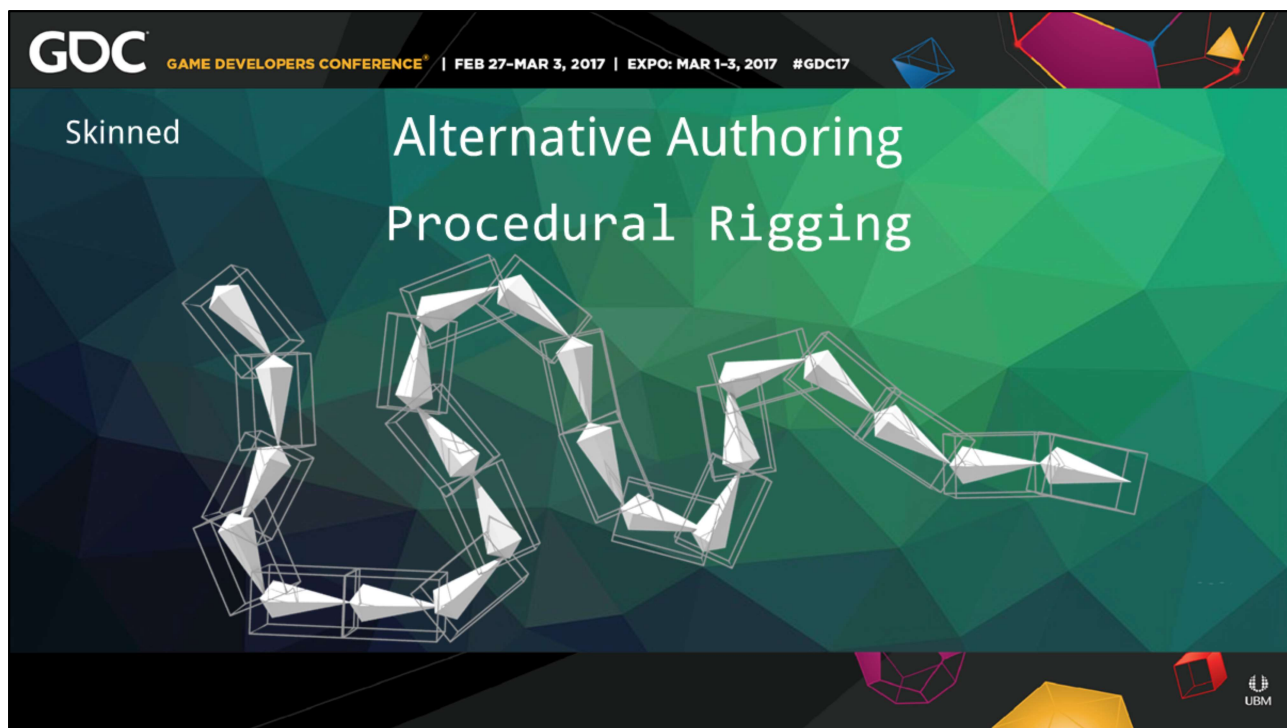 GDC
GAME DEVELOPERS CONFERENCE® | FEB 27–MAR 3, 2017 | EXPO: MAR 1–3, 2017 #GDC17
Skinned
Alternative Authoring
Procedural Rigging
UBM